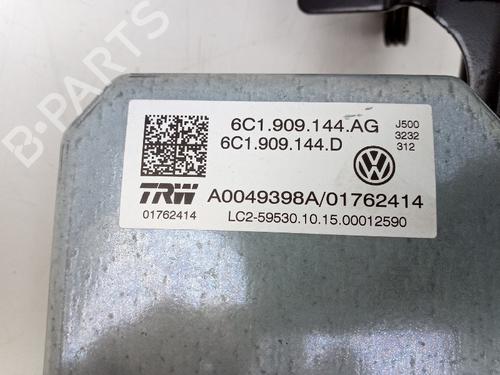 6C1.909.144.AG
6C1.909.144.D
J500
3232
312
TRW
01762414
A0049398A/01762414
LC2-59530.10.15.00012590
B-PARTS